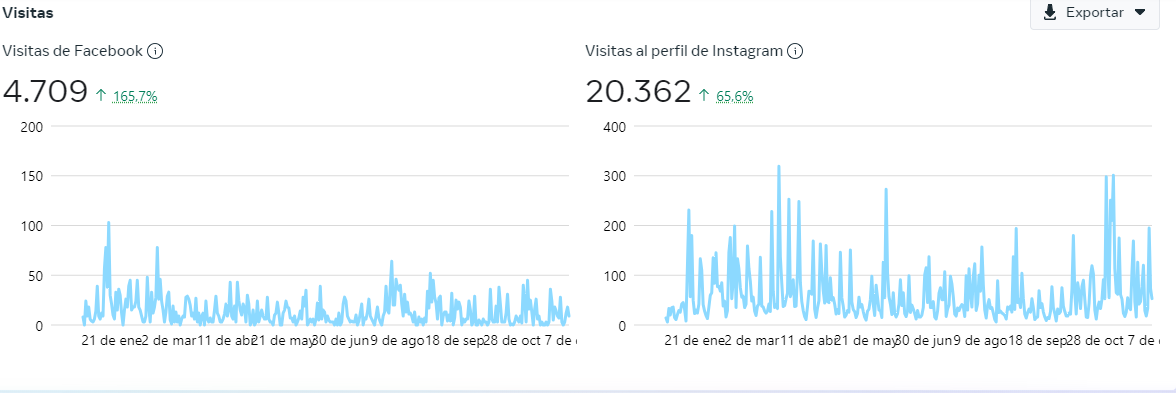 Visitas
Exportar
Visitas de Facebook
4.709 ↑ 165,7%
200
150
100
50
0
21 de ene 2 de mar 11 de abr 21 de may 30 de jun 9 de ago 18 de sep 28 de oct 7 de
Visitas al perfil de Instagram
20.362 ↑ 65,6%
400
300
200
100
0
21 de ene 2 de mar 11 de abr 21 de may 30 de jun 9 de ago 18 de sep 28 de oct 7 de